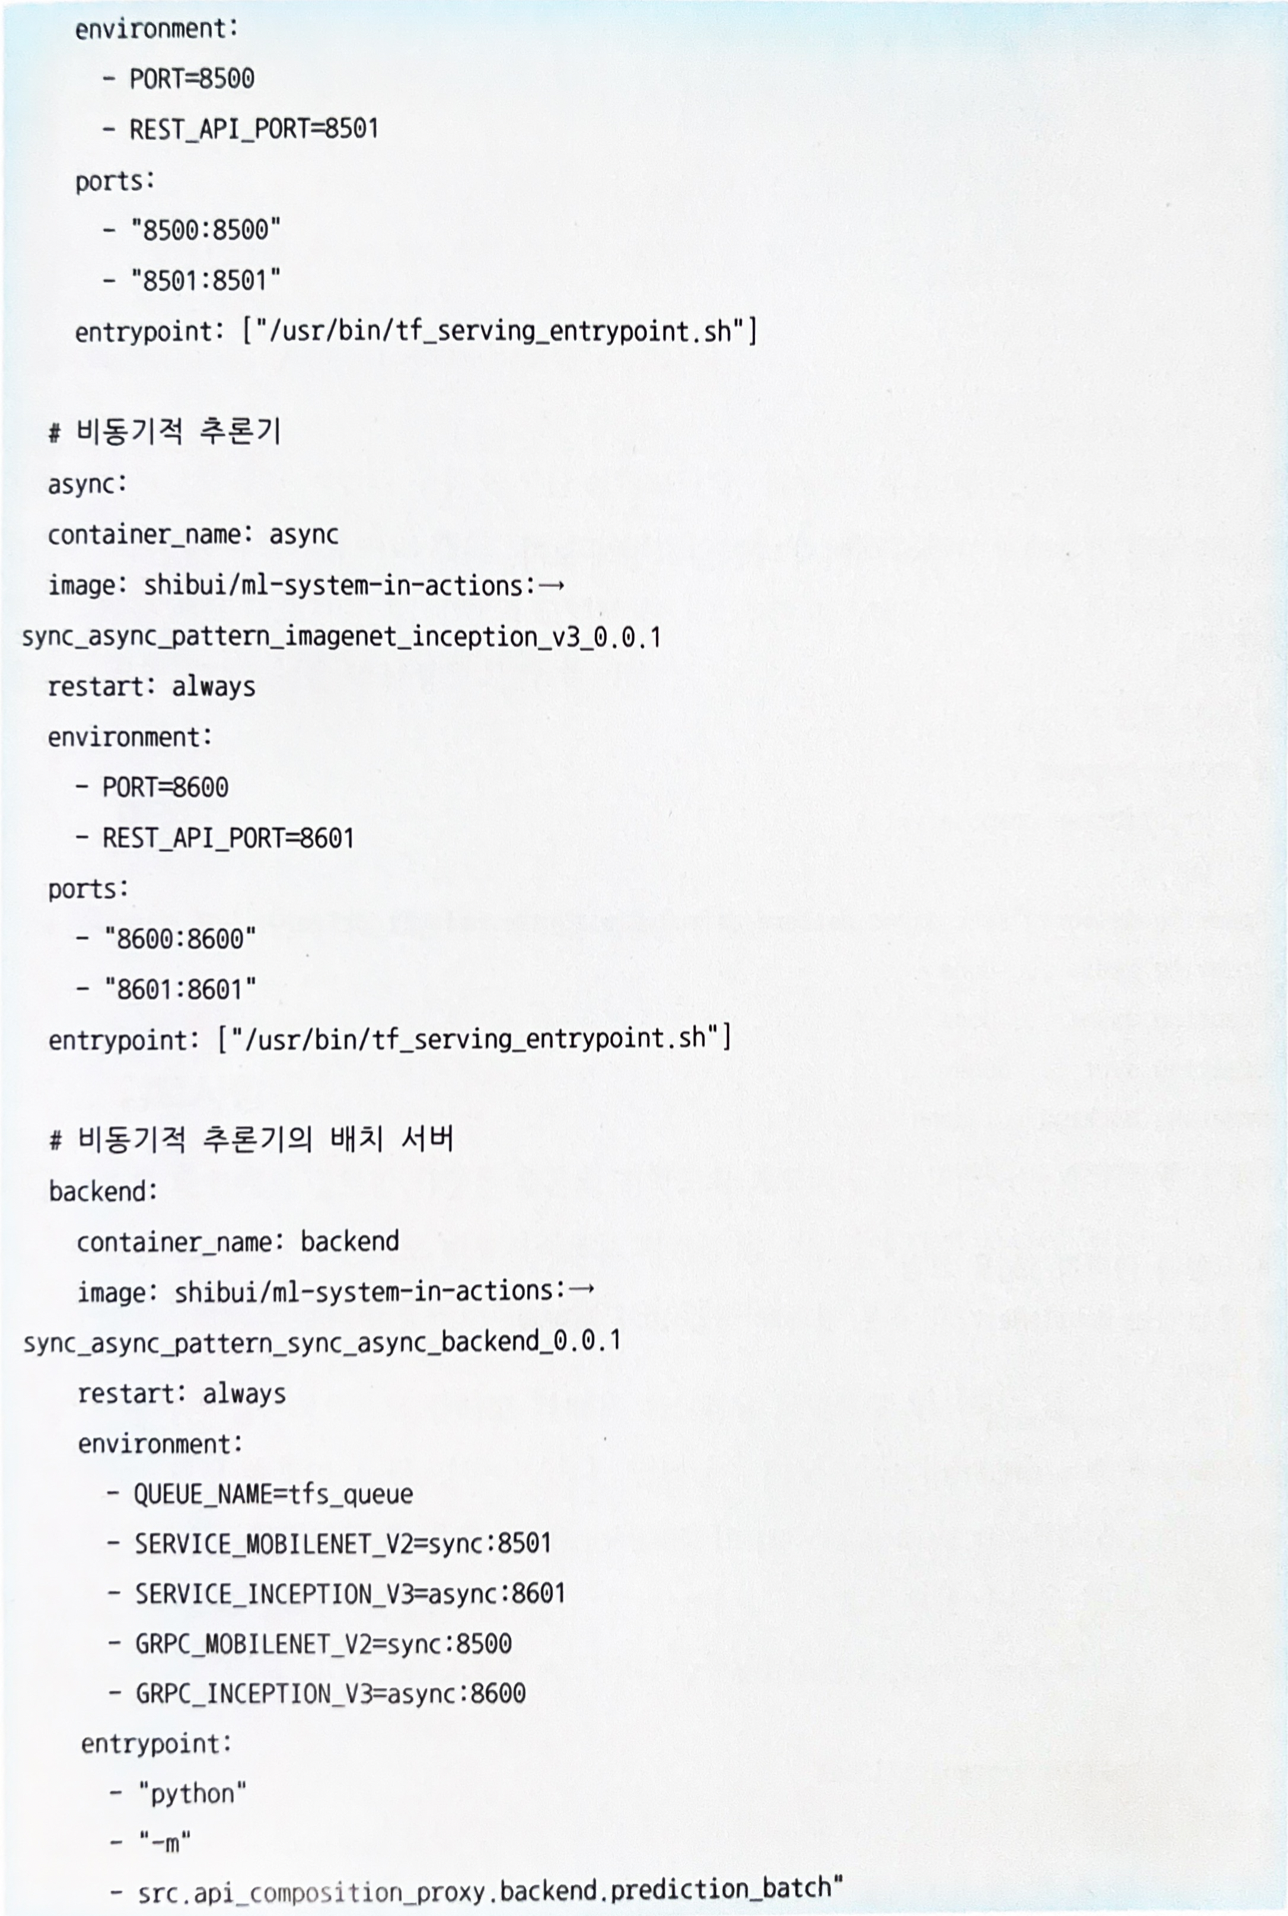 environment:
- PORT=8500
- REST_API_PORT=8501
ports:
- "8500:8500"
- "8501:8501"
entrypoint: ["/usr/bin/tf_serving_entrypoint.sh"]
# 비동기적 추론기
async:
container_name: async
image: shibui/ml-system-in-actions:→
sync_async_pattern_imagenet_inception_v3_0.0.1
restart: always
environment:
- PORT=8600
- REST_API_PORT=8601
ports:
- "8600:8600"
- "8601:8601"
entrypoint: ["/usr/bin/tf_serving_entrypoint.sh"]
# 비동기적 추론기의 배치 서버
backend:
container_name: backend
image: shibui/ml-system-in-actions:→
sync_async_pattern_sync_async_backend_0.0.1
restart: always
environment:
- QUEUE_NAME=tfs_queue
- SERVICE_MOBILENET_V2=sync:8501
- SERVICE_INCEPTION_V3=async:8601
- GRPC_MOBILENET_V2=sync:8500
- GRPC_INCEPTION_V3=async:8600
entrypoint:
- "python"
- "-m"
- src.api_composition_proxy.backend.prediction_batch"